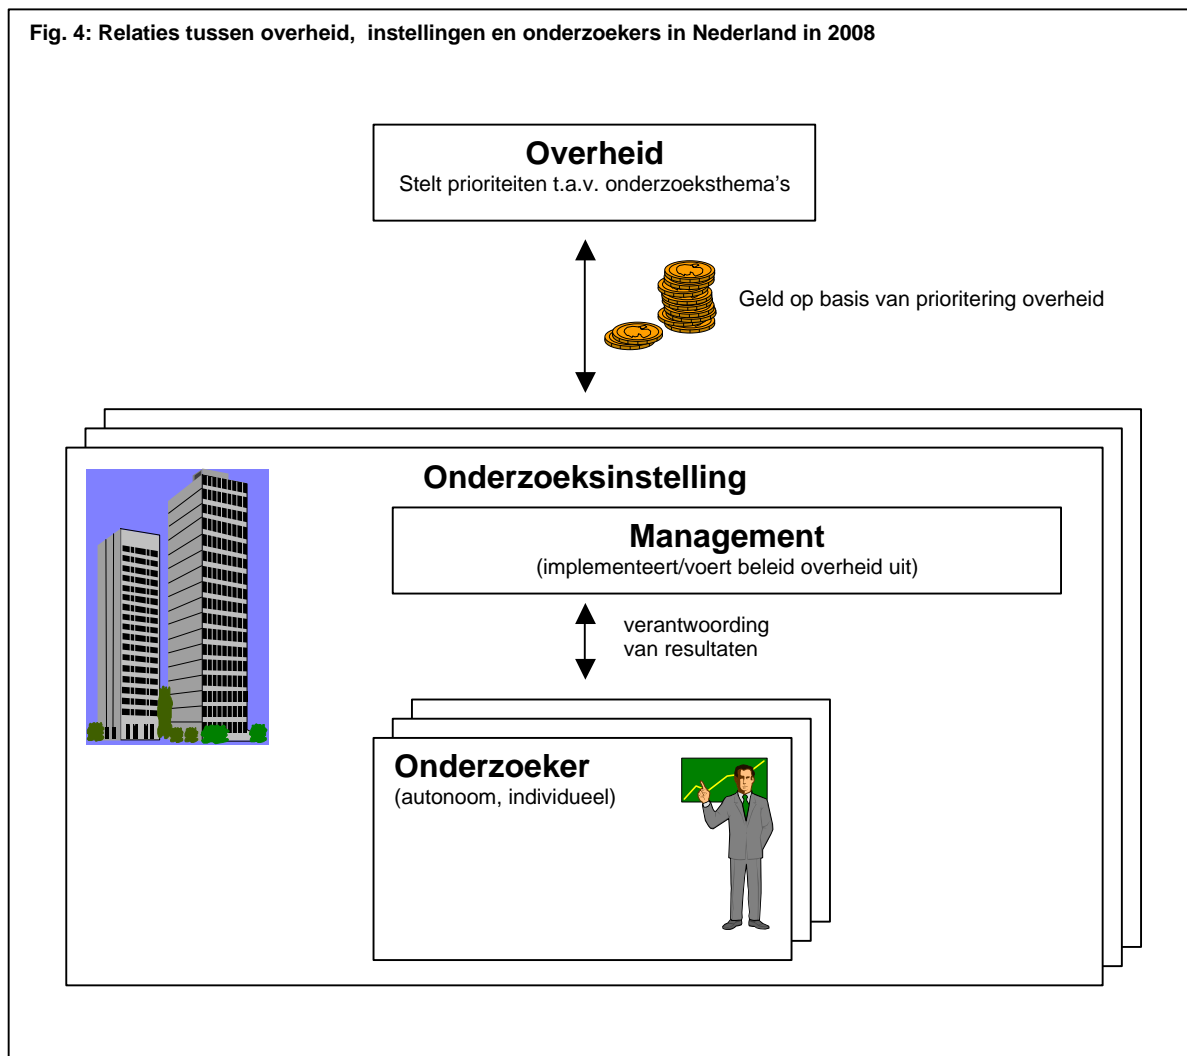 Fig. 4: Relaties tussen overheid,  instellingen en onderzoekers in Nederland in 2008
Overheid
Stelt prioriteiten t.a.v. onderzoeksthema’s
Geld op basis van prioritering overheid
Onderzoeksinstelling
Management
(implementeert/voert beleid overheid uit)
verantwoording
van resultaten
Onderzoeker
(autonoom, individueel)